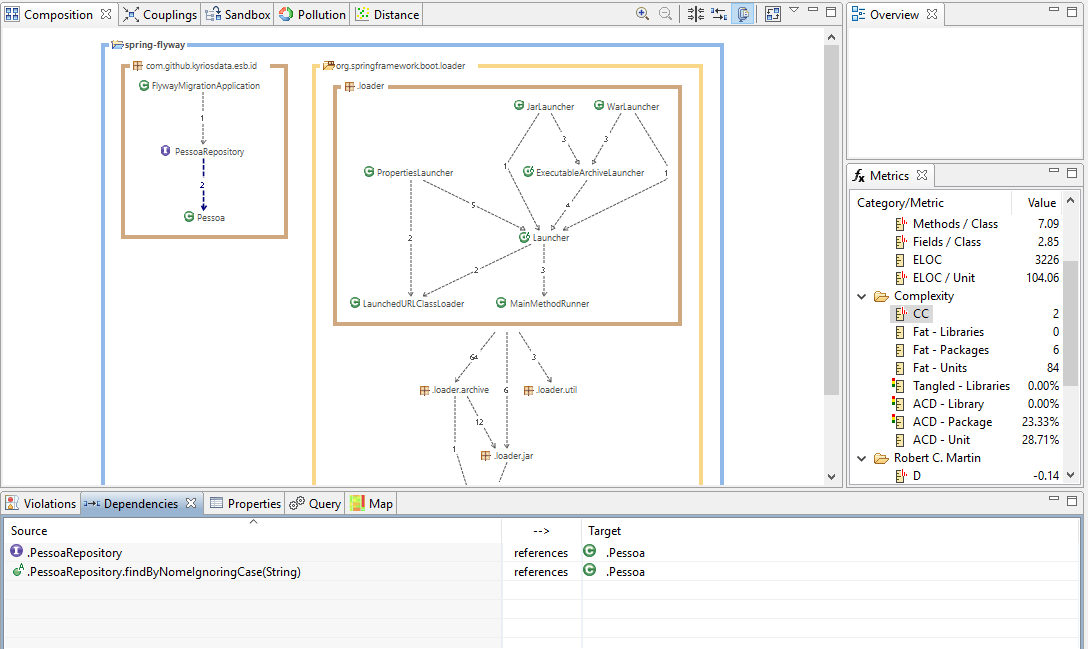 Composition
Couplings
Sandbox
Pollution
Distance
spring-flyway
com.github.kyriosdata.esb.id
FlywayMigrationApplication
1
PessoaRepository
2
Pessoa
org.springframework.boot.loader
.loader
JarLauncher
WarLauncher
3
3
1
1
PropertiesLauncher
ExecutableArchiveLauncher
5
4
2
Launcher
2
3
LaunchedURLClassLoader
MainMethodRunner
64
3
.loader.archive
6
.loader.util
12
1
.loader.jar
Overview
Metrics
Category/Metric Value
Methods / Class 7.09
Fields / Class 2.85
ELOC 3226
ELOC / Unit 104.06
Complexity
CC 2
Fat - Libraries 0
Fat - Packages 6
Fat - Units 84
Tangled - Libraries 0.00%
ACD - Library 0.00%
ACD - Package 23.33%
ACD - Unit 28.71%
Robert C. Martin
D -0.14
Violations
Dependencies
Properties
Query
Map
Source --> Target
.PessoaRepository references .Pessoa
.PessoaRepository.findByNomeIgnoringCase(String) references .Pessoa